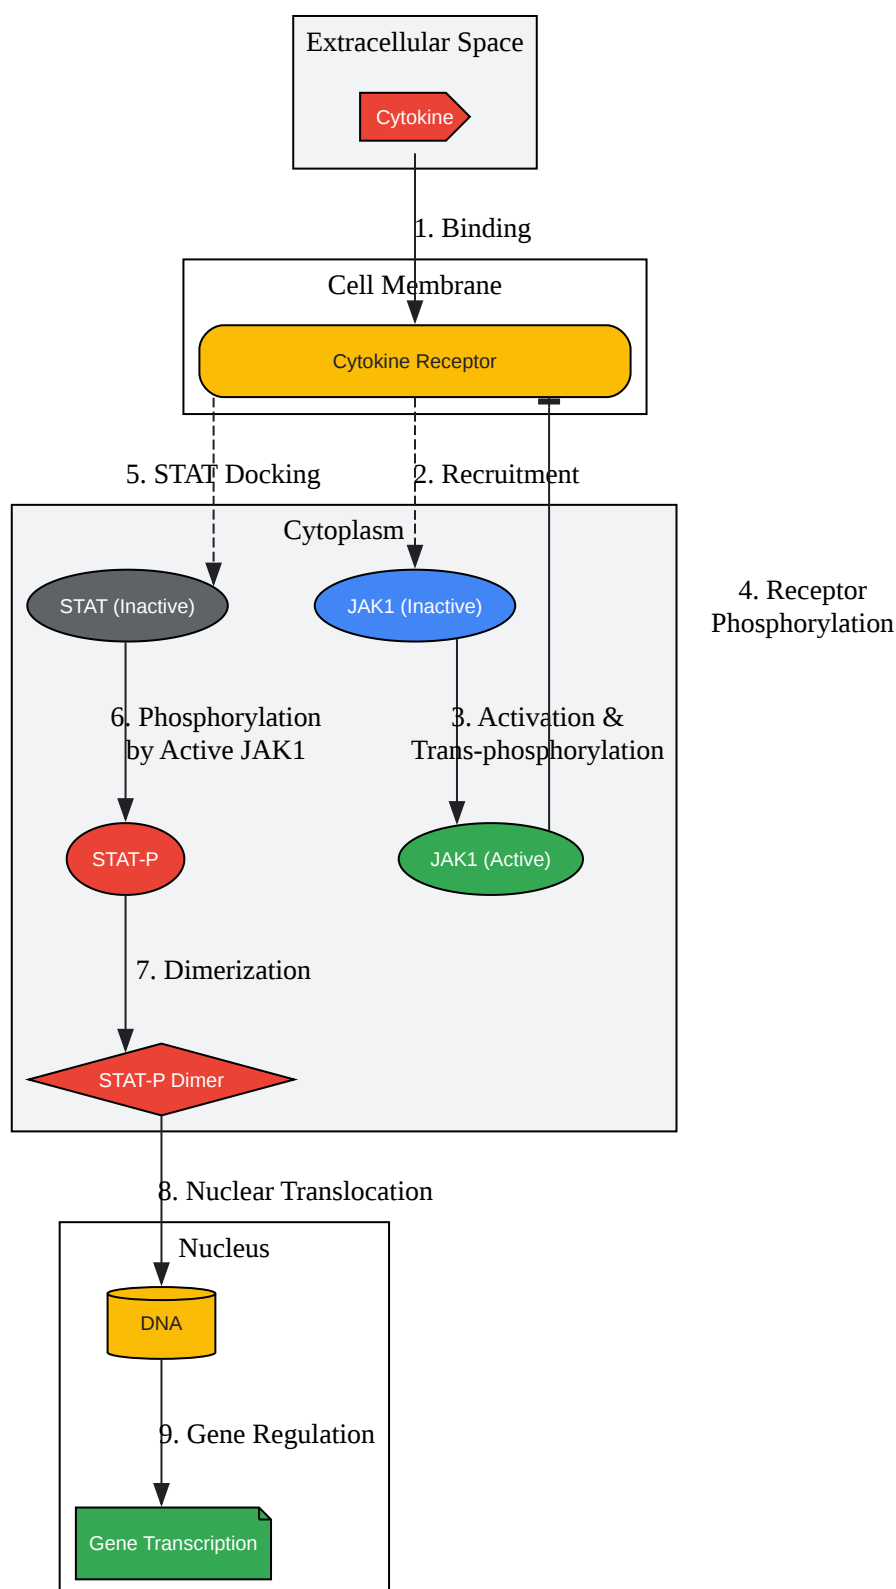 Extracellular Space
Cytokine
1. Binding
Cell Membrane
Cytokine Receptor
5. STAT Docking
2. Recruitment
Cytoplasm
STAT (Inactive)
JAK1 (Inactive)
4. Receptor
Phosphorylation
6. Phosphorylation
by Active JAK1
3. Activation &
Trans-phosphorylation
STAT-P
JAK1 (Active)
7. Dimerization
STAT-P Dimer
8. Nuclear Translocation
Nucleus
DNA
9. Gene Regulation
Gene Transcription